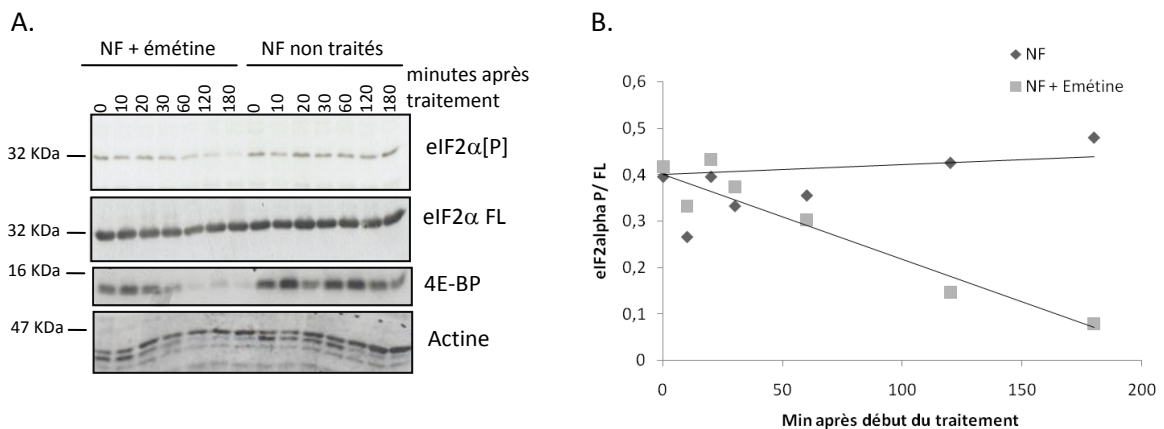 A.
NF + émétine NF non traités
minutes après
traitement
0 10 20 30 60 120 180 0 10 20 30 60 120 180
32 KDa eIF2α[P]
32 KDa eIF2α FL
16 KDa 4E-BP
47 KDa Actine
B.
NF
NF + Emétine
eIF2alpha P/ FL
0,6
0,5
0,4
0,3
0,2
0,1
0
0 50 100 150 200
Min après début du traitement